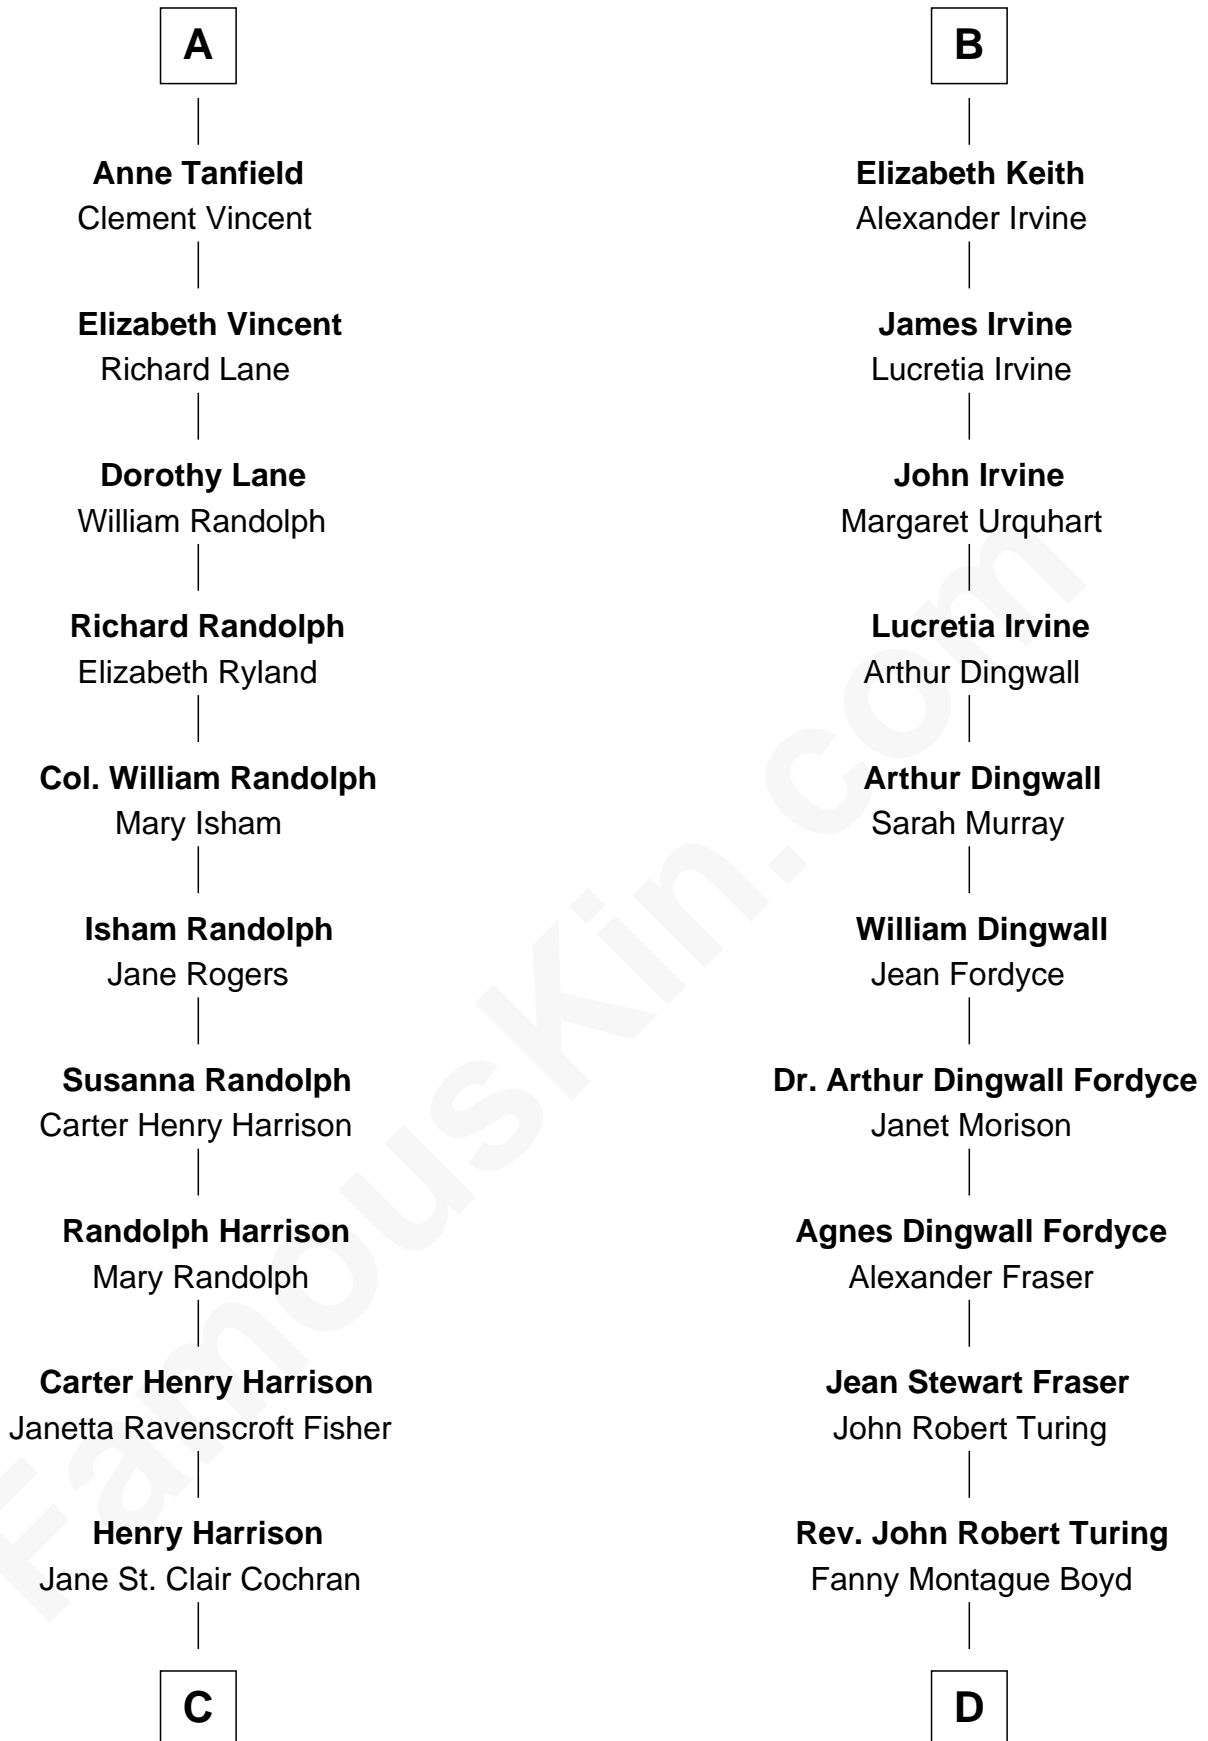 A
Anne Tanfield
Clement Vincent
Elizabeth Vincent
Richard Lane
Dorothy Lane
William Randolph
Richard Randolph
Elizabeth Ryland
Col. William Randolph
Mary Isham
Isham Randolph
Jane Rogers
Susanna Randolph
Carter Henry Harrison
Randolph Harrison
Mary Randolph
Carter Henry Harrison
Janetta Ravenscroft Fisher
Henry Harrison
Jane St. Clair Cochran
C
B
Elizabeth Keith
Alexander Irvine
James Irvine
Lucretia Irvine
John Irvine
Margaret Urquhart
Lucretia Irvine
Arthur Dingwall
Arthur Dingwall
Sarah Murray
William Dingwall
Jean Fordyce
Dr. Arthur Dingwall Fordyce
Janet Morison
Agnes Dingwall Fordyce
Alexander Fraser
Jean Stewart Fraser
John Robert Turing
Rev. John Robert Turing
Fanny Montague Boyd
D
FamousKin.com